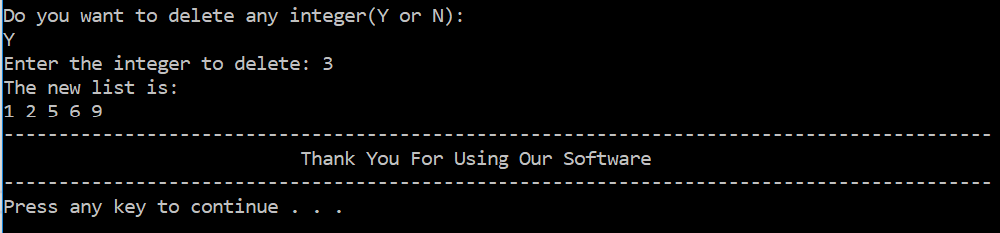 Do you want to delete any integer(Y or N):
Y
Enter the integer to delete: 3
The new list is:
1 2 5 6 9
------------------------------------------------------------------------------------------
Thank You For Using Our Software
------------------------------------------------------------------------------------------
Press any key to continue . . .